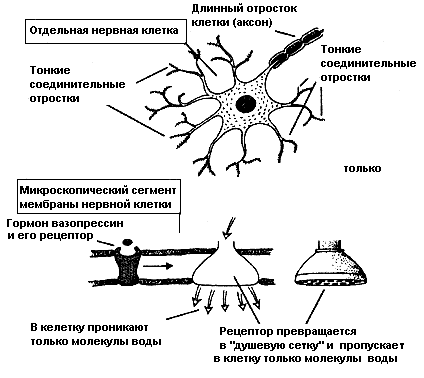 Длинный отросток
клетки (аксон)
Отдельная нервная клетка
Тонкие
соединительные
отростки
Тонкие
соединительные
отростки
только
Микроскопический сегмент
мембраны нервной клетки
Гормон вазопрессин
и его рецептор
В келетку проникают
только молекулы воды
Рецептор превращается
в "душевую сетку" и пропускает
в клетку только молекулы воды